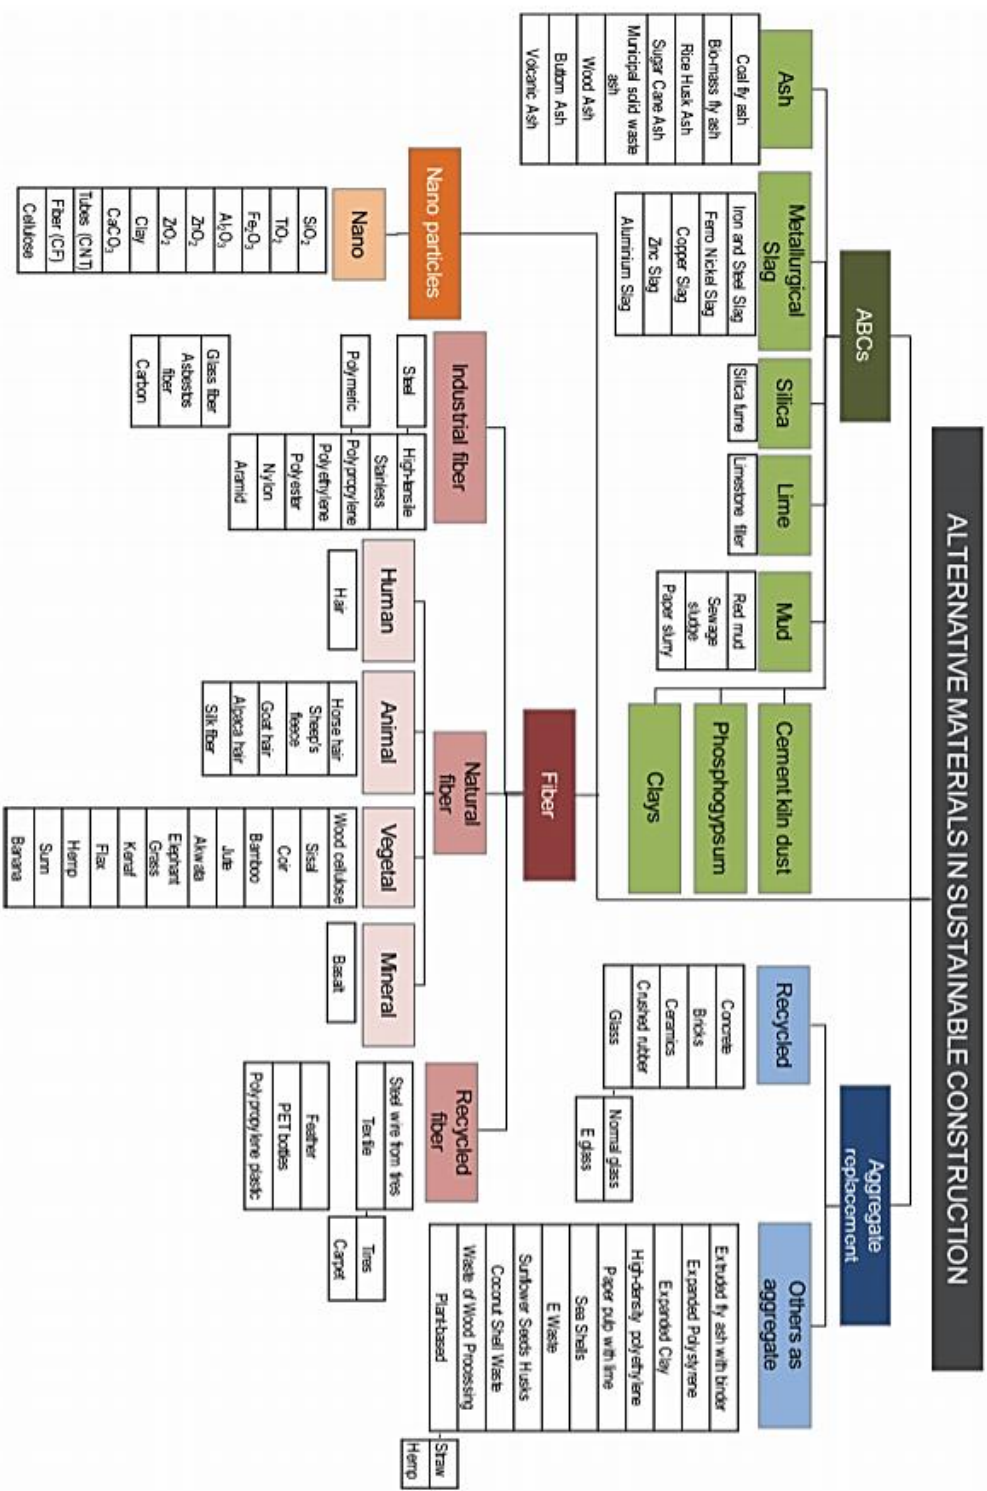 ALTERNATIVE MATERIALS IN SUSTAINABLE CONSTRUCTION
ABCs
Ash
Coal fly ash
Bio-mass fly ash
Rice Husk Ash
Sugar Cane Ash
Municipal solid waste
ash
Wood Ash
Buttom Ash
Volcanic Ash
Metallurgical
Slag
Iron and Steel Slag
Ferro Nickel Slag
Copper Slag
Zinc Slag
Aluminium Slag
Silica
Silica fume
Lime
Limestone filler
Mud
Red mud
Sewage
sludge
Paper slurry
Cement kiln dust
Phosphogypsum
Clays
Aggregate
replacement
Recycled
Concrete
Bricks
Ceramics
Crushed rubber
Glass
Normal glass
E glass
Others as
aggregate
Extruded fly ash with binder
Expanded Polystyrene
Expanded Clay
High-density polyethylene
Paper pulp with lime
Sea Shells
E Waste
Sunflower Seeds Husks
Coconut Shell Waste
Waste of Wood Processing
Plant-based
Straw
Hemp
Nano particles
Nano
SiO₂
TiO₂
Fe₂O₃
Al₂O₃
ZnO₂
ZrO₂
Clay
CaCO₃
Tubes (CNT)
Fiber (CF)
Cellulose
Fiber
Industrial fiber
Steel
High-tensile
Stainless
Polymeric
Polypropylene
Polyethylene
Polyester
Nylon
Aramid
Glass fiber
Asbestos
fiber
Carbon
Natural
fiber
Human
Hair
Animal
Horse hair
Sheep's
fleece
Goat hair
Alpaca hair
Silk fiber
Vegetal
Wood cellulose
Sisal
Coir
Bamboo
Jute
Akwata
Elephant
Grass
Kenaf
Flax
Hemp
Sunn
Banana
Mineral
Basalt
Recycled
fiber
Steel wire from tires
Textile
Tires
Carpet
Feather
PET bottles
Polypropylene plastic